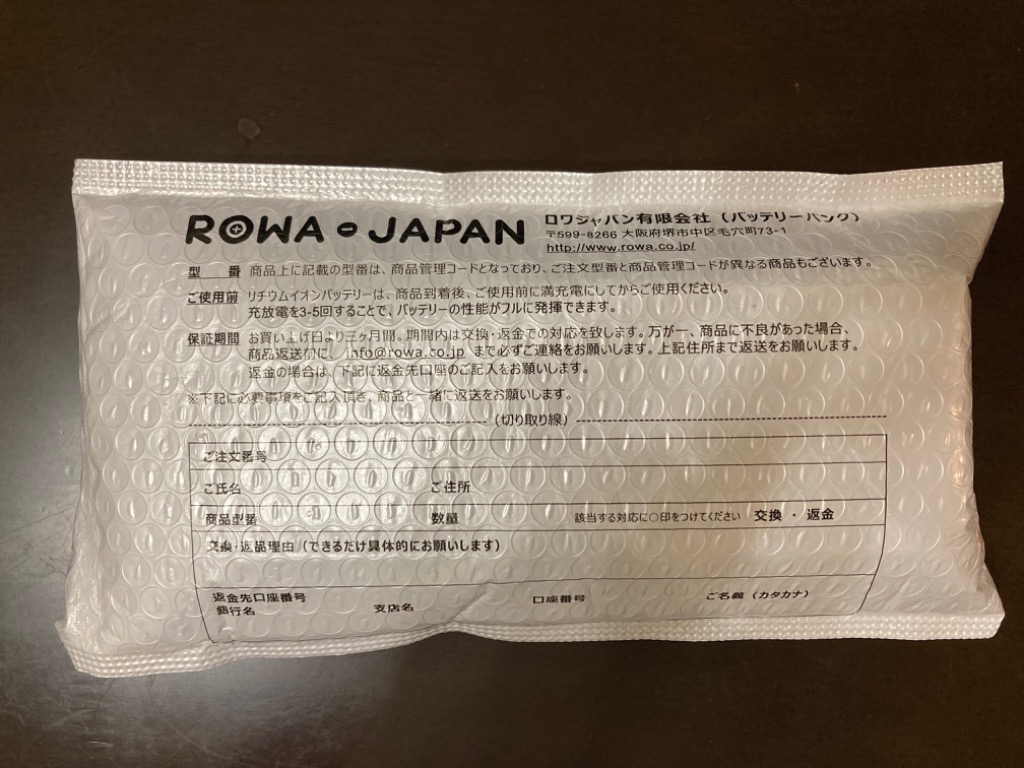 ROWA JAPAN
ロワジャパン有限会社(バッテリーバンク)
〒599-8266 大阪府堺市中区毛穴町73-1
http://www.rowa.co.jp/
型 番 商品上に記載の型番は、商品管理コードとなっており、ご注文型番と商品管理コードが異なる商品もございます。
ご使用前 リチウムイオンバッテリーは、商品到着後、ご使用前に満充電にしてからご使用ください。
充放電を3-5回することで、バッテリーの性能がフルに発揮できます。
保証期間 お買い上げ日より三ヶ月間。期間内は交換・返金での対応を致します。万が一、商品に不良があった場合、
商品返送前に、info@rowa.co.jp まで必ずご連絡をお願いします。上記住所まで返送をお願いします。
返金の場合は、下記に返金先口座のご記入をお願いします。
※下記に必要事項をご記入頂き、商品と一緒に返送をお願いします。
(切り取り線)
ご注文番号
ご氏名 ご住所
商品型番 数量 該当する対応に○印をつけてください 交換 ・ 返金
交換・返品理由(できるだけ具体的にお願いします)
返金先口座番号
銀行名 支店名 口座番号 ご名義(カタカナ)